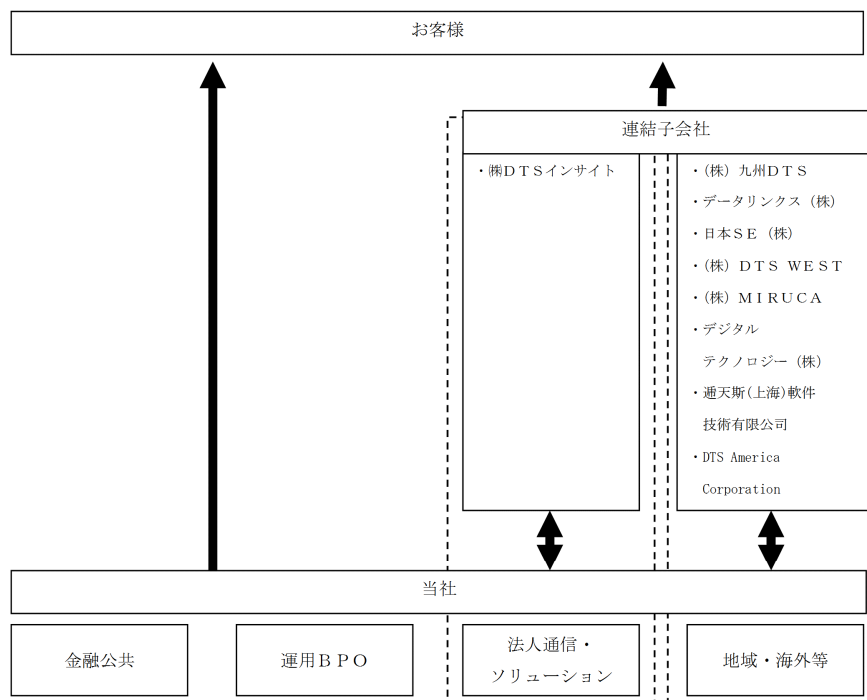 お客様
連結子会社
・㈱ＤＴＳインサイト
・(株) 九州ＤＴＳ
・データリンクス (株)
・日本ＳＥ (株)
・(株) ＤＴＳ ＷＥＳＴ
・(株) ＭＩＲＵＣＡ
・デジタル
テクノロジー (株)
・逓天斯(上海)軟件
技術有限公司
・DTS America
Corporation
当社
金融公共
運用ＢＰＯ
法人通信・
ソリューション
地域・海外等